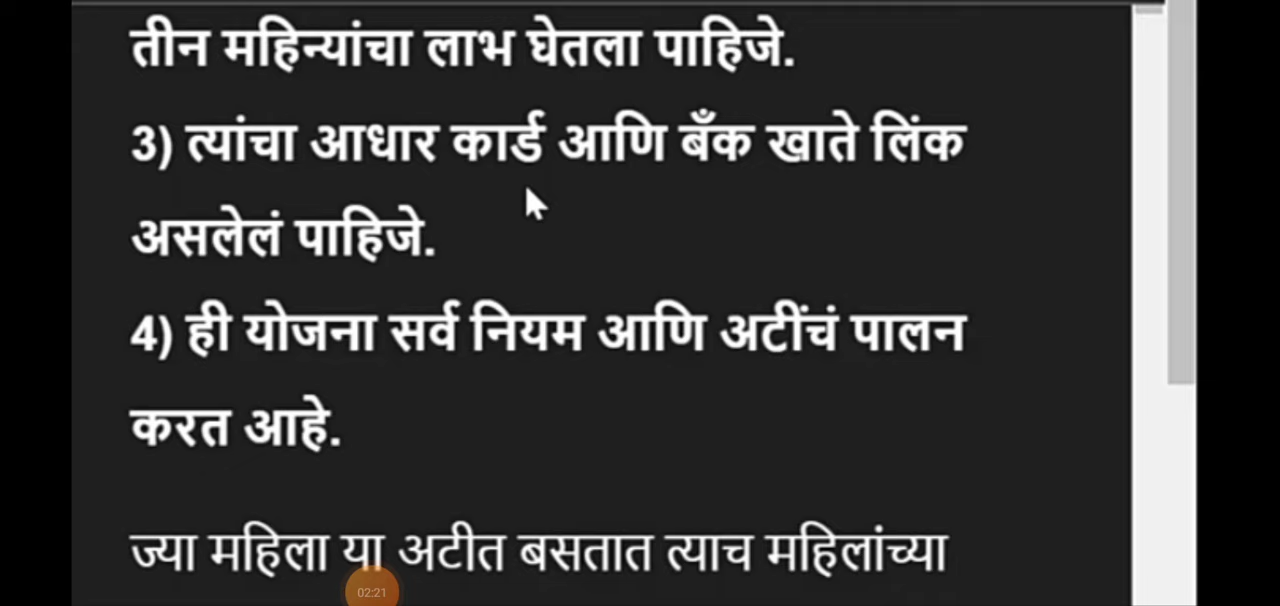 तीन महिन्यांचा लाभ घेतला पाहिजे.
3) त्यांचा आधार कार्ड आणि बँक खाते लिंक
असलेलं पाहिजे.
4) ही योजना सर्व नियम आणि अटींचं पालन
करत आहे.
ज्या महिला या अटीत बसतात त्याच महिलांच्या
02:21